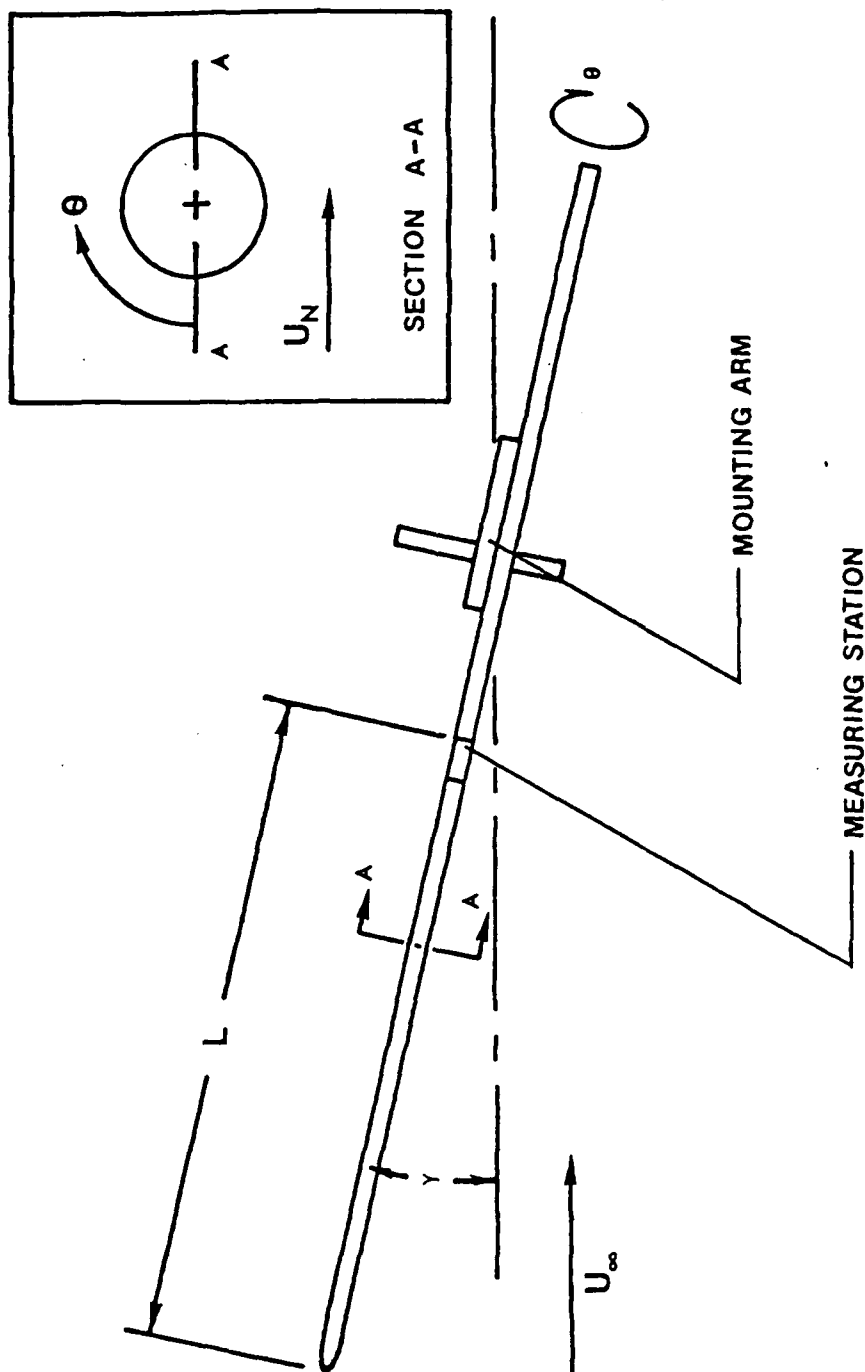 θ
A
A
U_N
SECTION A-A
θ
L
A
A
γ
U_∞
MOUNTING ARM
MEASURING STATION